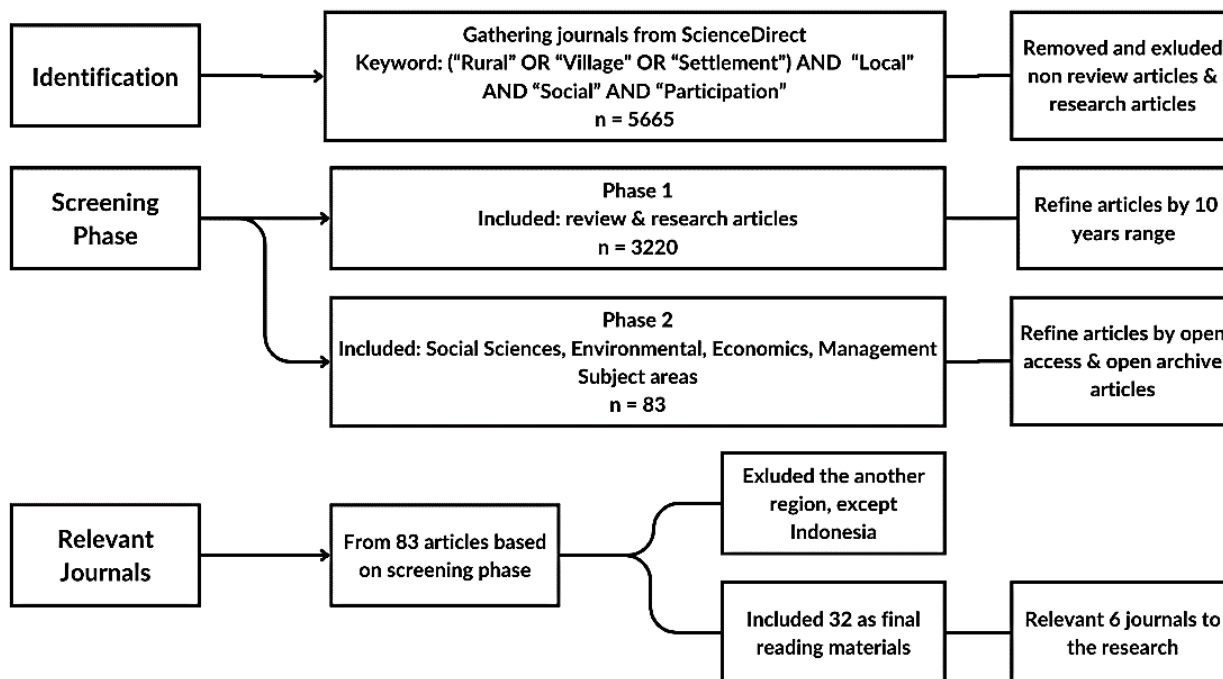 Identification
Gathering journals from ScienceDirect
Keyword: (“Rural” OR “Village” OR “Settlement”) AND “Local”
AND “Social” AND “Participation”
n = 5665
Removed and exluded
non review articles &
research articles
Screening
Phase
Phase 1
Included: review & research articles
n = 3220
Refine articles by 10
years range
Phase 2
Included: Social Sciences, Environmental, Economics, Management
Subject areas
n = 83
Refine articles by open
access & open archive
articles
Relevant
Journals
From 83 articles based
on screening phase
Exluded the another
region, except
Indonesia
Included 32 as final
reading materials
Relevant 6 journals to
the research